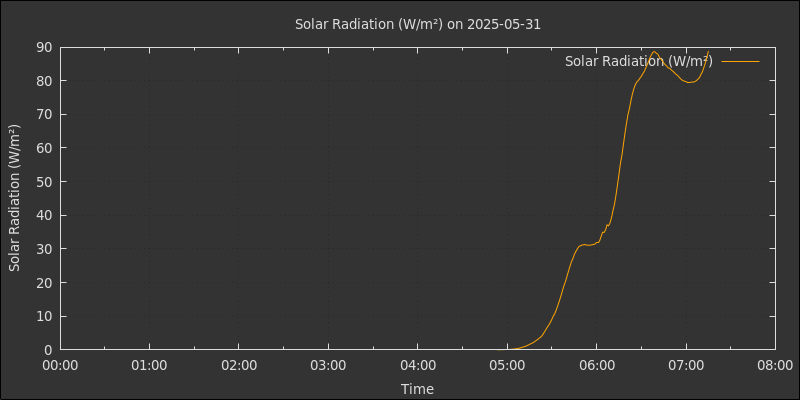 Solar Radiation (W/m²) on 2025-05-31
Solar Radiation (W/m²)
Solar Radiation (W/m²)
90
80
70
60
50
40
30
20
10
0
00:00 01:00 02:00 03:00 04:00 05:00 06:00 07:00 08:00
Time